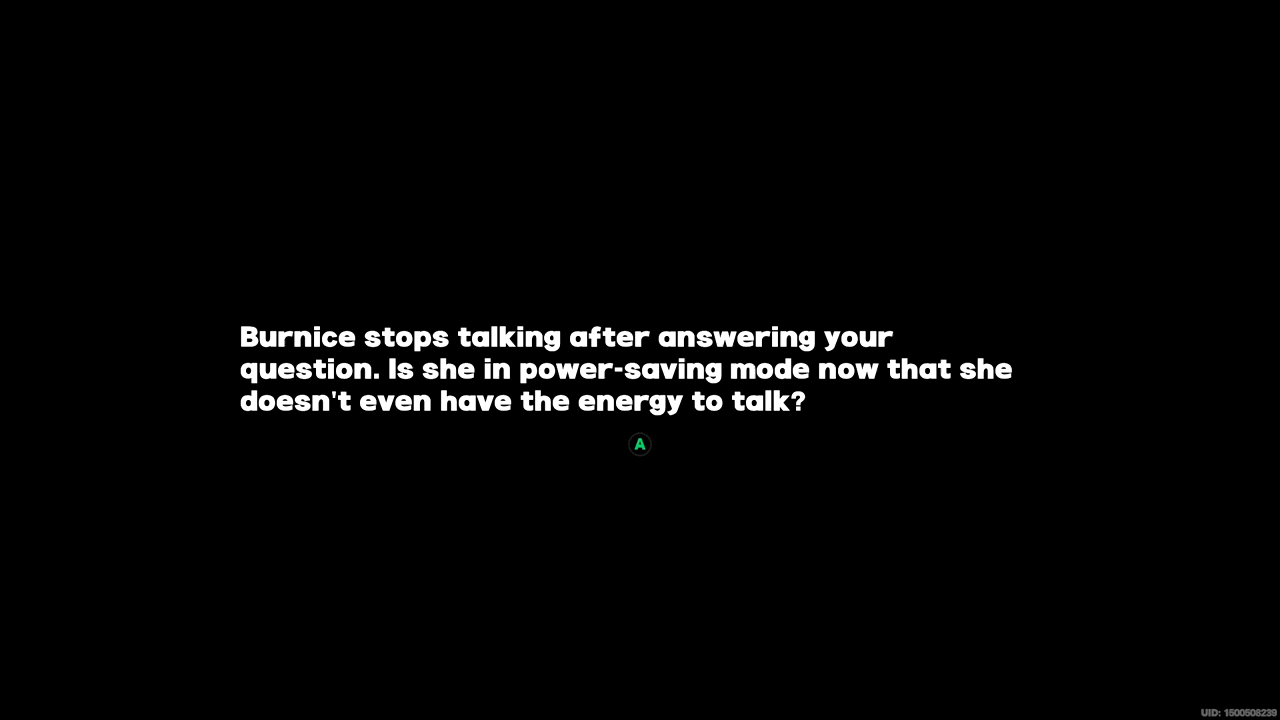 Burnice stops talking after answering your
question. Is she in power-saving mode now that she
doesn't even have the energy to talk?
A
UID: 1500508239